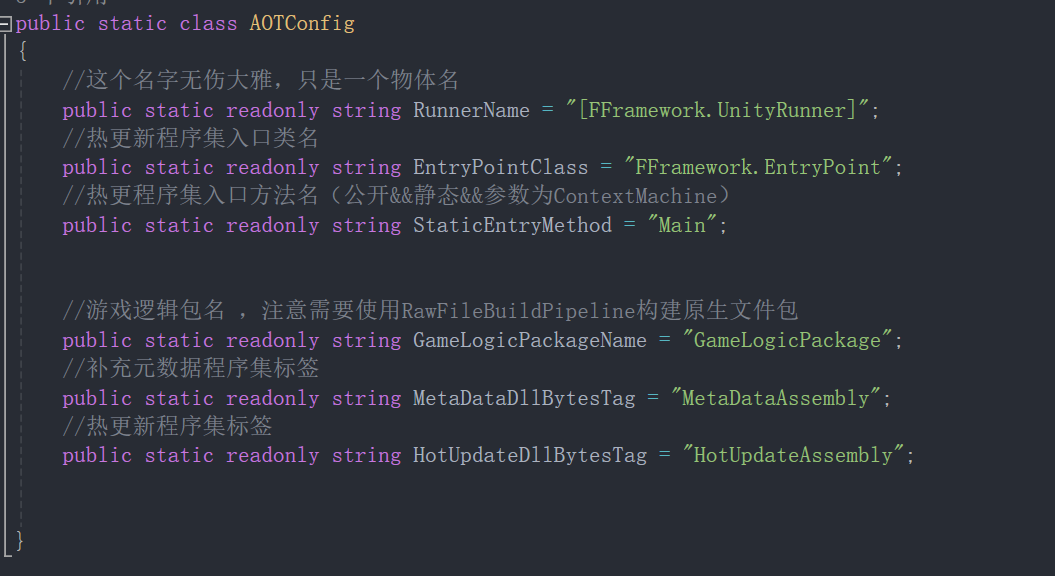 public static class AOTConfig
{
//这个名字无伤大雅，只是一个物体名
public static readonly string RunnerName = "[FFramework.UnityRunner]";
//热更新程序集入口类名
public static readonly string EntryPointClass = "FFramework.EntryPoint";
//热更程序集入口方法名（公开&&静态&&参数为ContextMachine）
public static readonly string StaticEntryMethod = "Main";
//游戏逻辑包名 ，注意需要使用RawFileBuildPipeline构建原生文件包
public static readonly string GameLogicPackageName = "GameLogicPackage";
//补充元数据程序集标签
public static readonly string MetaDataDllBytesTag = "MetaDataAssembly";
//热更新程序集标签
public static readonly string HotUpdateDllBytesTag = "HotUpdateAssembly";
}